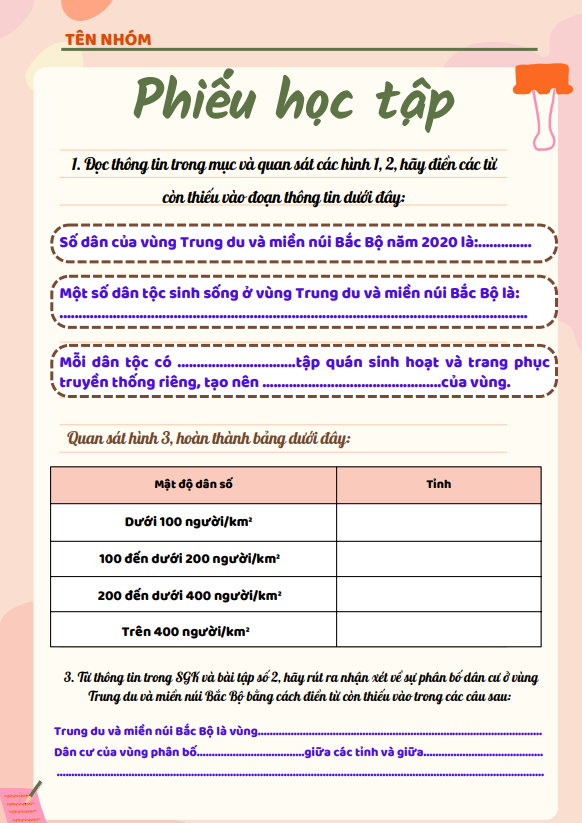 TÊN NHÓM
Phiếu học tập
1. Đọc thông tin trong mục và quan sát các hình 1, 2, hãy điền các từ
còn thiếu vào đoạn thông tin dưới đây:
Số dân của vùng Trung du và miền núi Bắc Bộ năm 2020 là:..............
Một số dân tộc sinh sống ở vùng Trung du và miền núi Bắc Bộ là:
..........................................................................................................................
Mỗi dân tộc có ...............................tập quán sinh hoạt và trang phục
truyền thống riêng, tạo nên ..............................................của vùng.
Quan sát hình 3, hoàn thành bảng dưới đây:
Mật độ dân số Tỉnh
Dưới 100 người/km²
100 đến dưới 200 người/km²
200 đến dưới 400 người/km²
Trên 400 người/km²
3. Từ thông tin trong SGK và bài tập số 2, hãy rút ra nhận xét về sự phân bố dân cư ở vùng
Trung du và miền núi Bắc Bộ bằng cách điền từ còn thiếu vào trong các câu sau:
Trung du và miền núi Bắc Bộ là vùng................................................................................................
Dân cư của vùng phân bố....................................giữa các tỉnh và giữa........................................
....................................................................................................................................................................